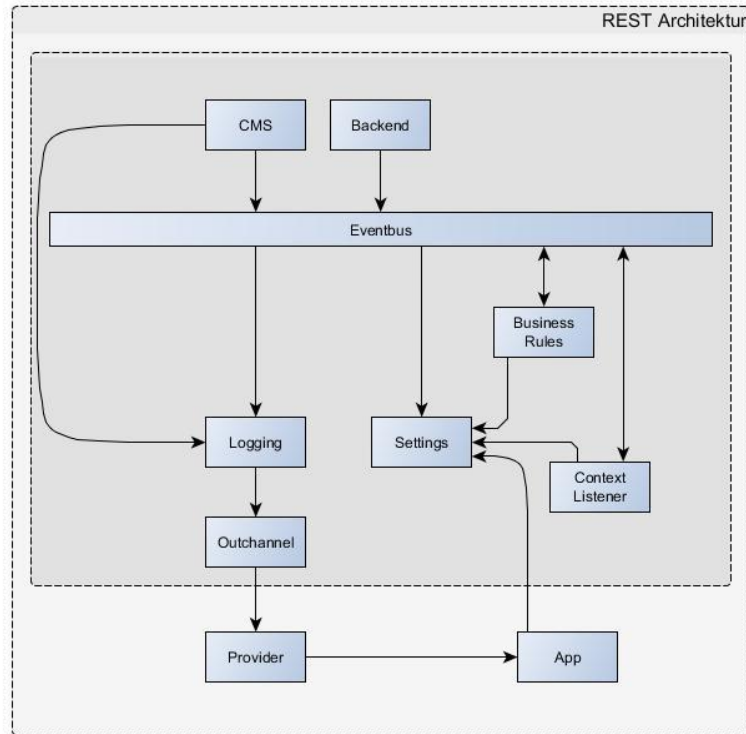 REST Architektur
CMS
Backend
Eventbus
Business
Rules
Logging
Settings
Context
Listener
Outchannel
Provider
App